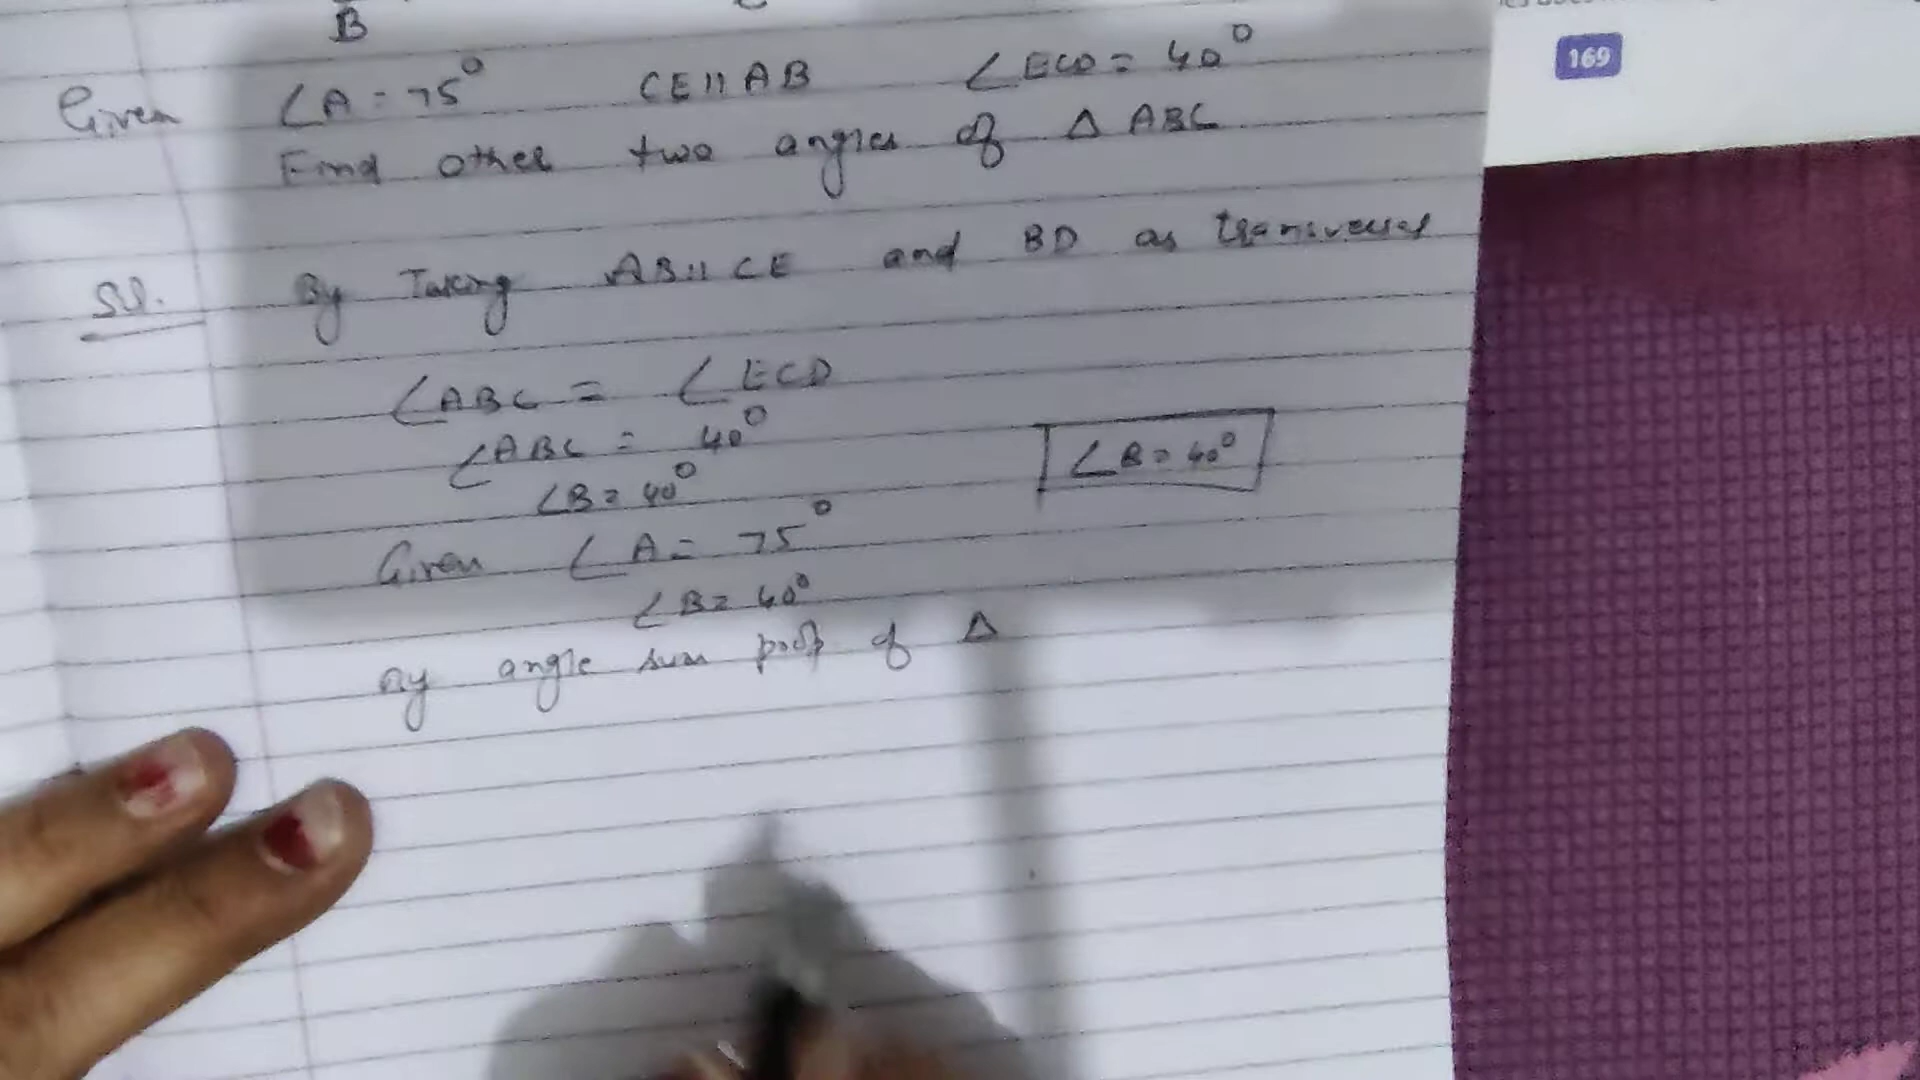 B
169
Given ∠A = 75° CE || AB ∠ECD = 40°
Find other two angles of Δ ABC
Sol. By Taking AB || CE and BD as transversal
∠ABC = ∠ECD
∠ABC = 40°
∠B = 40°
∠B = 40°
Given ∠A = 75°
∠B = 40°
By angle sum prop of Δ